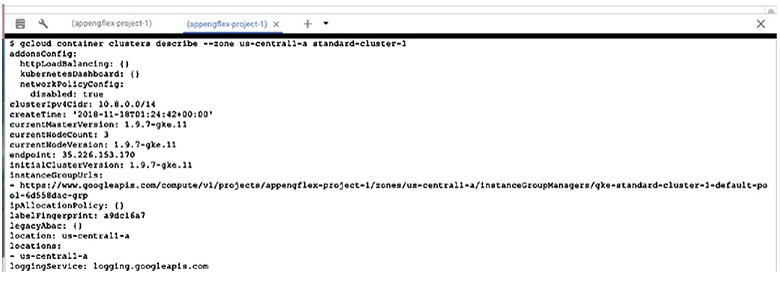 (appengflex-project-1)
(appengflex-project-1) × + ▾ ×
$ gcloud container clusters describe --zone us-central1-a standard-cluster-1
addonsConfig:
  httpLoadBalancing: {}
  kubernetesDashboard: {}
  networkPolicyConfig:
    disabled: true
clusterIpv4Cidr: 10.8.0.0/14
createTime: '2018-11-18T01:24:42+00:00'
currentMasterVersion: 1.9.7-gke.11
currentNodeCount: 3
currentNodeVersion: 1.9.7-gke.11
endpoint: 35.226.153.170
initialClusterVersion: 1.9.7-gke.11
instanceGroupUrls:
- https://www.googleapis.com/compute/v1/projects/appengflex-project-1/zones/us-central1-a/instanceGroupManagers/gke-standard-cluster-1-default-po
ol-6d558dac-grp
ipAllocationPolicy: {}
labelFingerprint: a9dc16a7
legacyAbac: {}
location: us-central1-a
locations:
- us-central1-a
loggingService: logging.googleapis.com